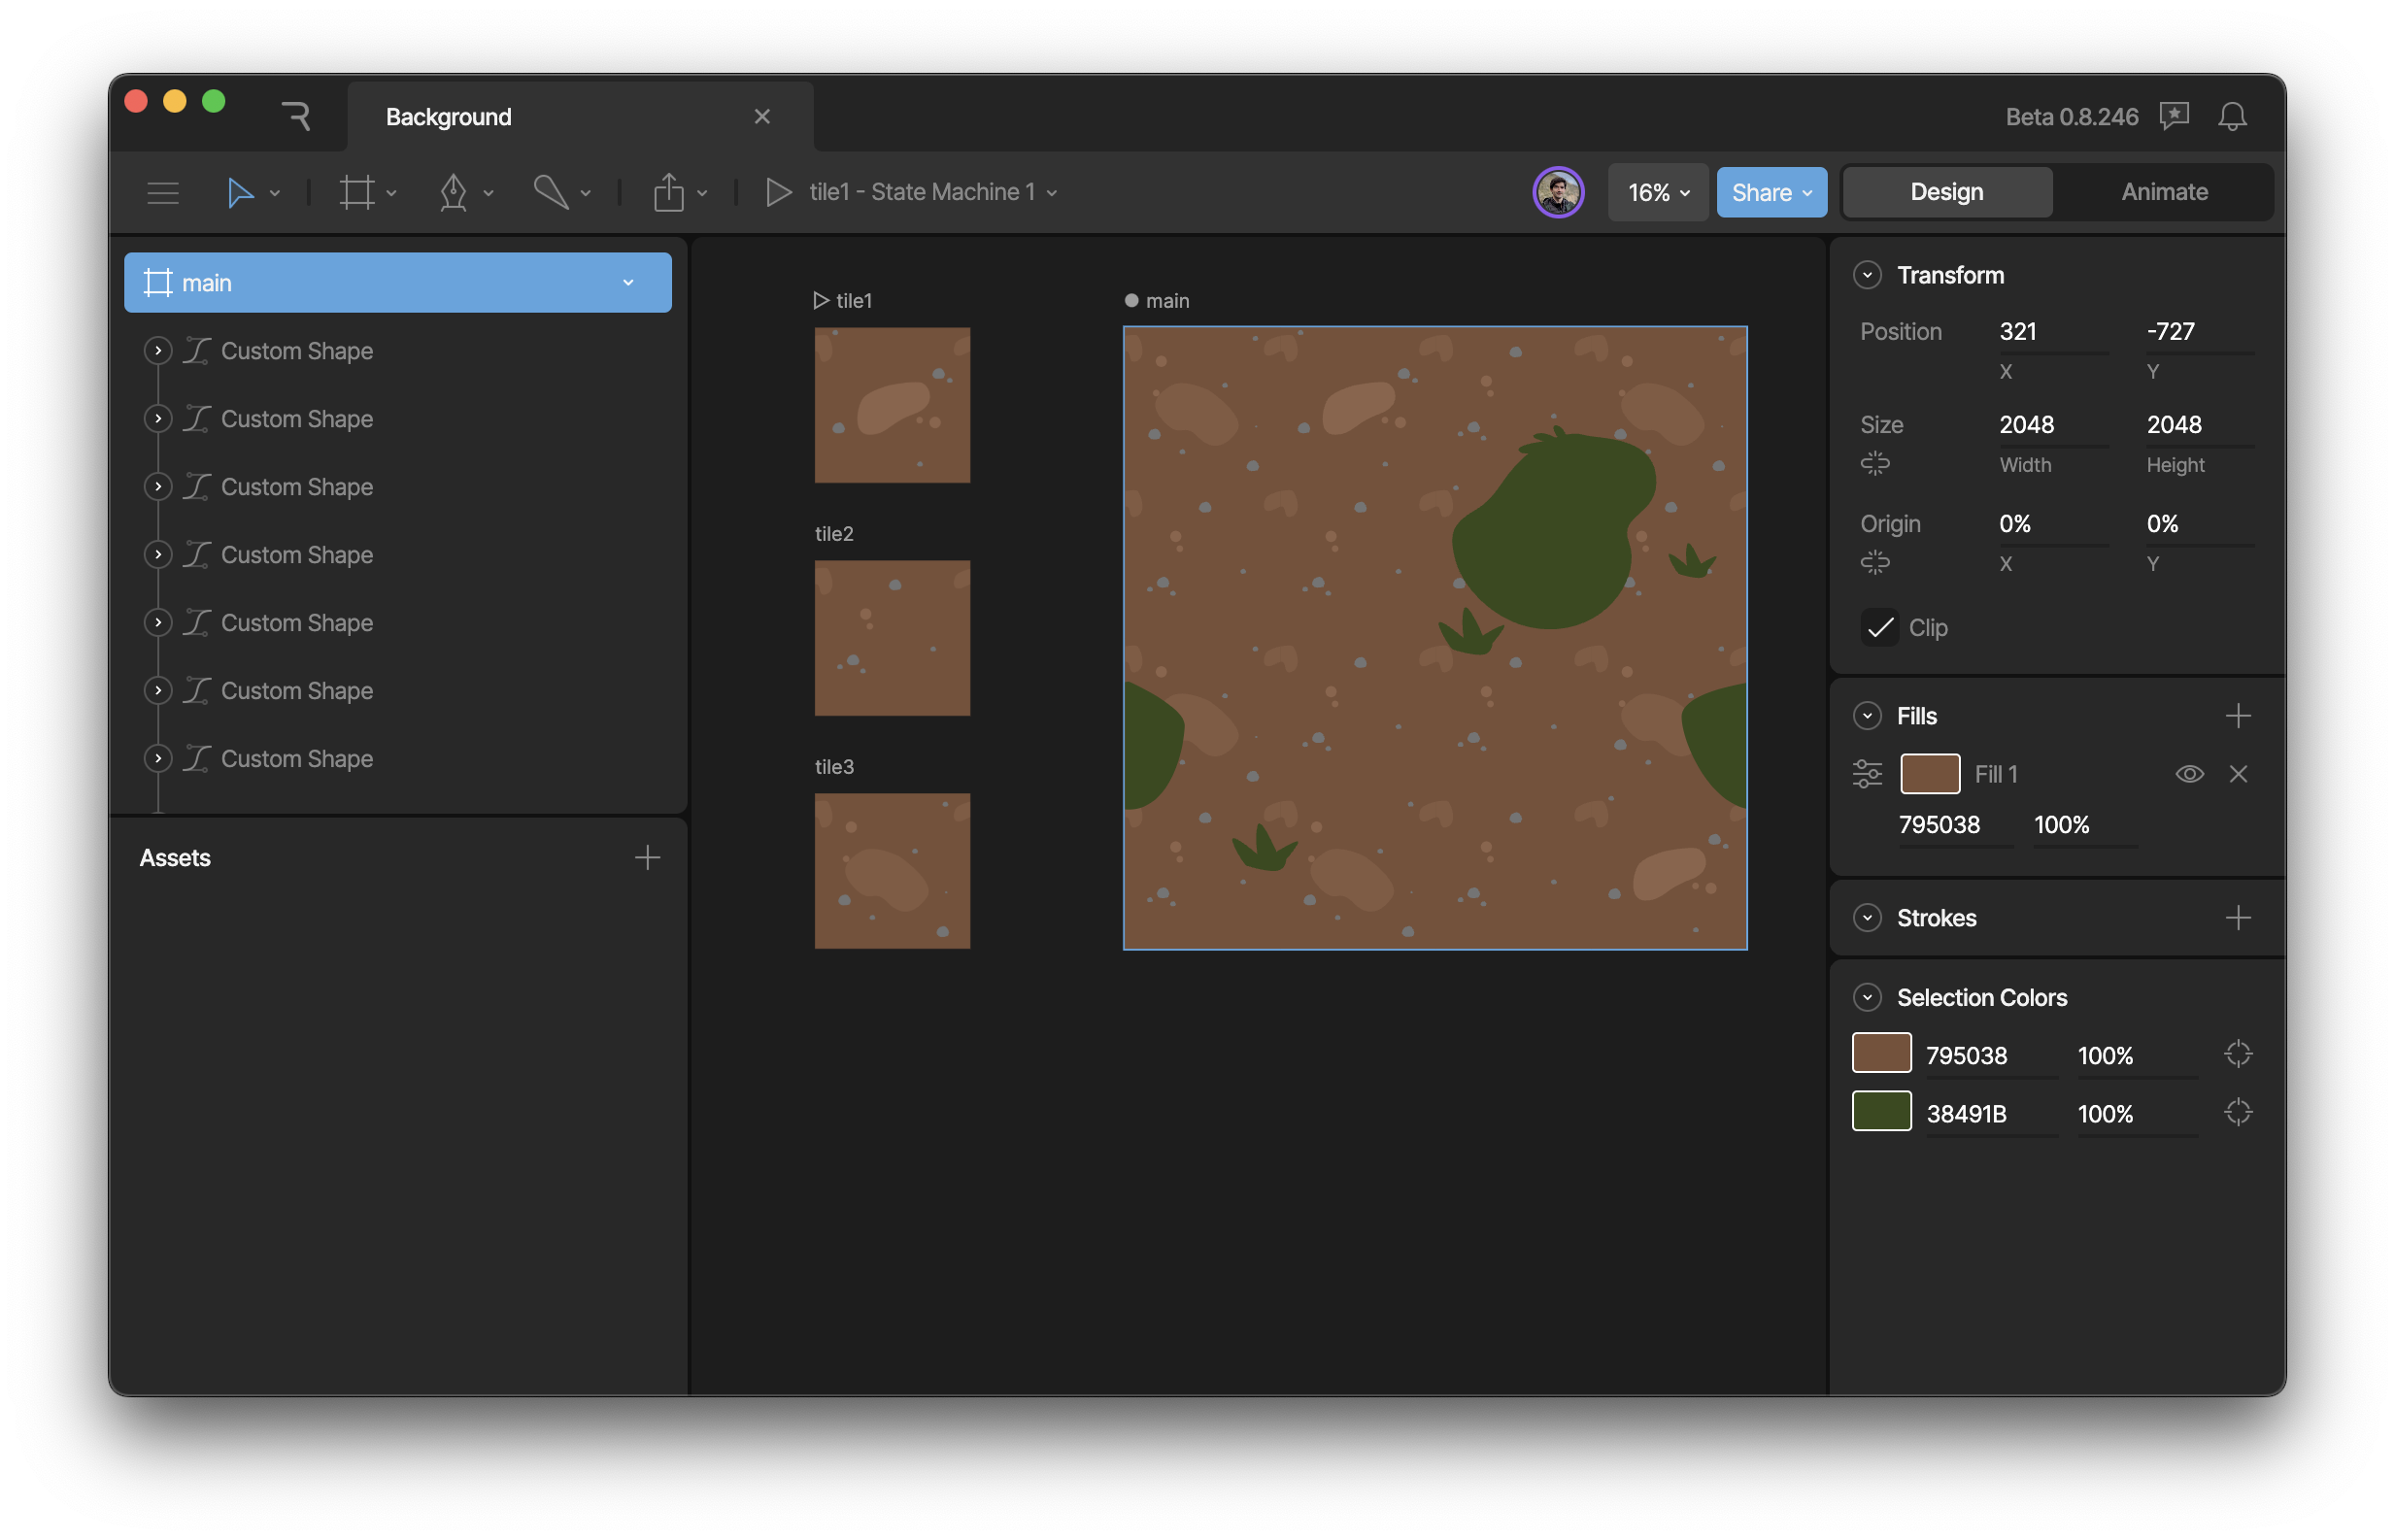 Background
Beta 0.8.246
tile1 - State Machine 1
16%
Share
Design
Animate
main
Custom Shape
Custom Shape
Custom Shape
Custom Shape
Custom Shape
Custom Shape
Custom Shape
Assets
tile1
main
tile2
tile3
Transform
Position 321 -727
X Y
Size 2048 2048
Width Height
Origin 0% 0%
X Y
Clip
Fills
Fill 1
795038 100%
Strokes
Selection Colors
795038 100%
38491B 100%